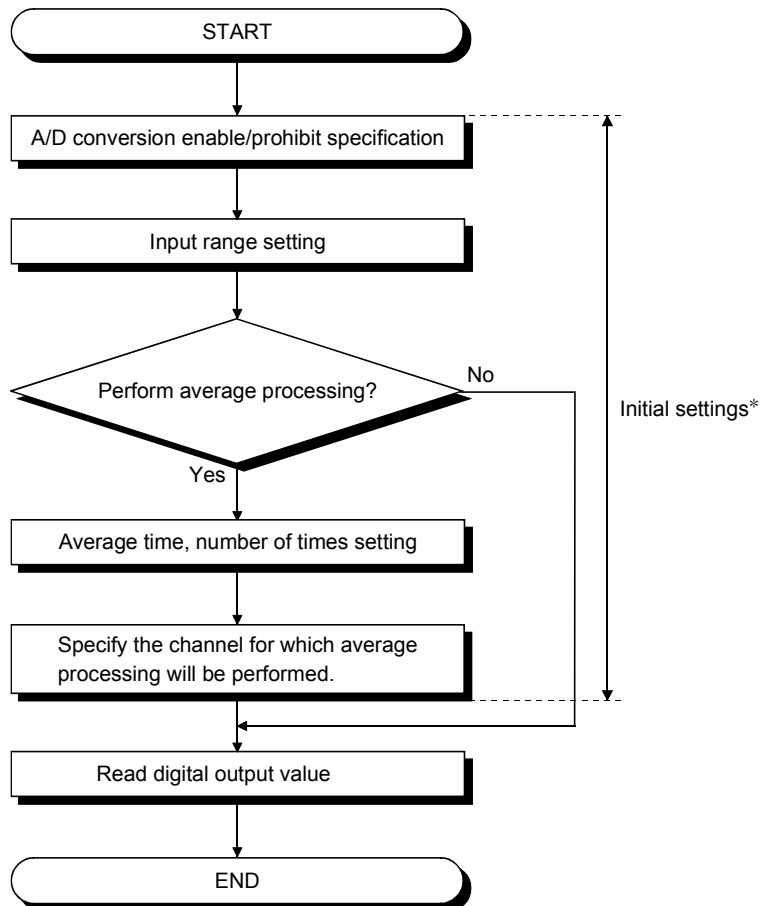 START
A/D conversion enable/prohibit specification
Input range setting
Perform average processing?
No
Initial settings*
Yes
Average time, number of times setting
Specify the channel for which average
processing will be performed.
Read digital output value
END